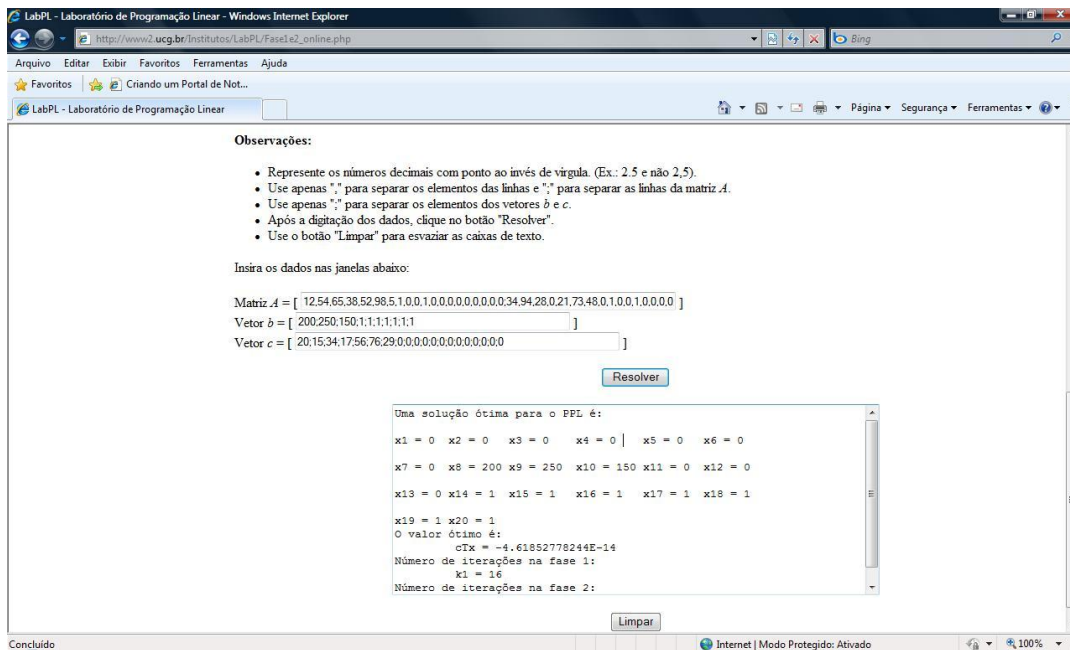 LabPL - Laboratório de Programação Linear - Windows Internet Explorer
http://www2.ucg.br/Institutos/LabPL/Fase1e2_online.php
Bing
Arquivo Editar Exibir Favoritos Ferramentas Ajuda
Favoritos Criando um Portal de Not...
LabPL - Laboratório de Programação Linear
Página Segurança Ferramentas
Observações:
• Represente os números decimais com ponto ao invés de virgula. (Ex.: 2.5 e não 2,5).
• Use apenas "," para separar os elementos das linhas e ";" para separar as linhas da matriz A.
• Use apenas ";" para separar os elementos dos vetores b e c.
• Após a digitação dos dados, clique no botão "Resolver".
• Use o botão "Limpar" para esvaziar as caixas de texto.
Insira os dados nas janelas abaixo:
Matriz A = [ 12,54,65,38,52,98,5,1,0,0,1,0,0,0,0,0,0,0,0,0;34,94,28,0,21,73,48,0,1,0,0,1,0,0,0,0 ]
Vetor b = [ 200;250;150;1;1;1;1;1;1;1 ]
Vetor c = [ 20;15;34;17;56;76;29;0;0;0;0;0;0;0;0;0;0;0;0;0 ]
Resolver
Uma solução ótima para o PPL é:
x1 = 0 x2 = 0 x3 = 0 x4 = 0 x5 = 0 x6 = 0
x7 = 0 x8 = 200 x9 = 250 x10 = 150 x11 = 0 x12 = 0
x13 = 0 x14 = 1 x15 = 1 x16 = 1 x17 = 1 x18 = 1
x19 = 1 x20 = 1
O valor ótimo é:
cTx = -4.61852778244E-14
Número de iterações na fase 1:
k1 = 16
Número de iterações na fase 2:
Limpar
Concluído
Internet | Modo Protegido: Ativado
100%